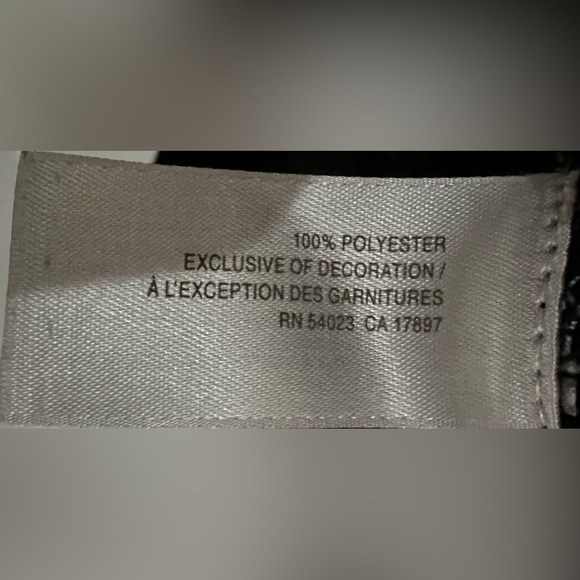 100% POLYESTER
EXCLUSIVE OF DECORATION /
À L'EXCEPTION DES GARNITURES
RN 54023 CA 17897